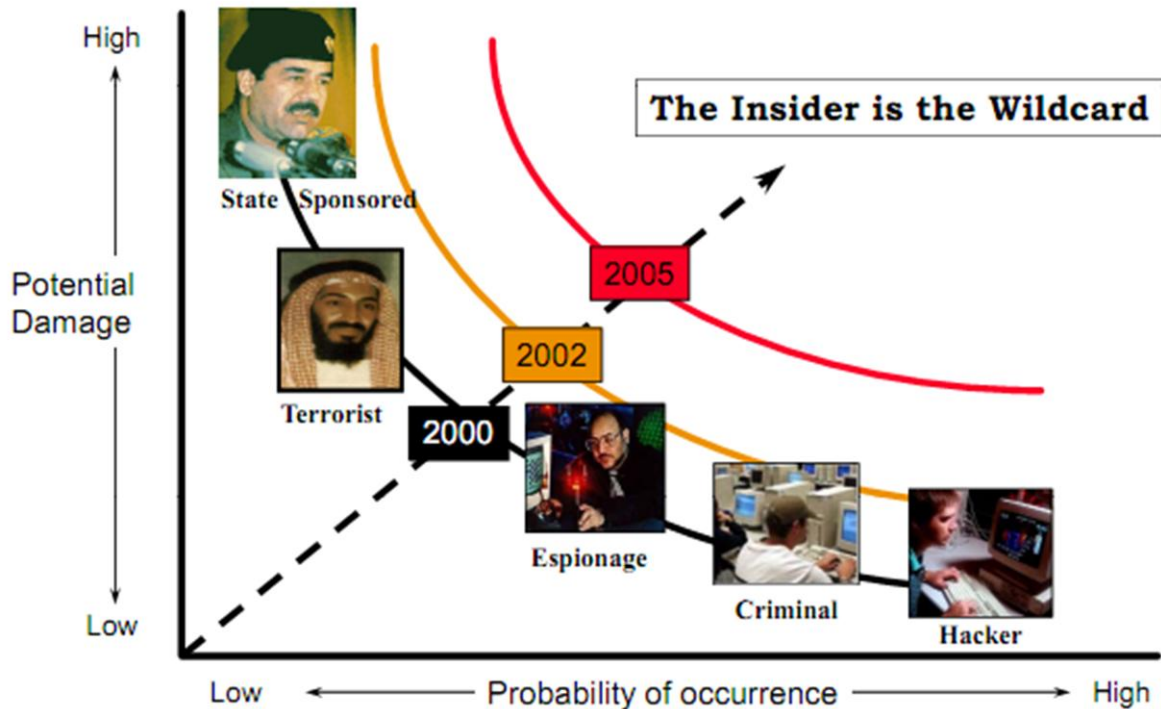 High
The Insider is the Wildcard
State Sponsored
Potential
Damage
2005
2002
Terrorist
2000
Espionage
Criminal
Low
Hacker
Low
Probability of occurrence
High